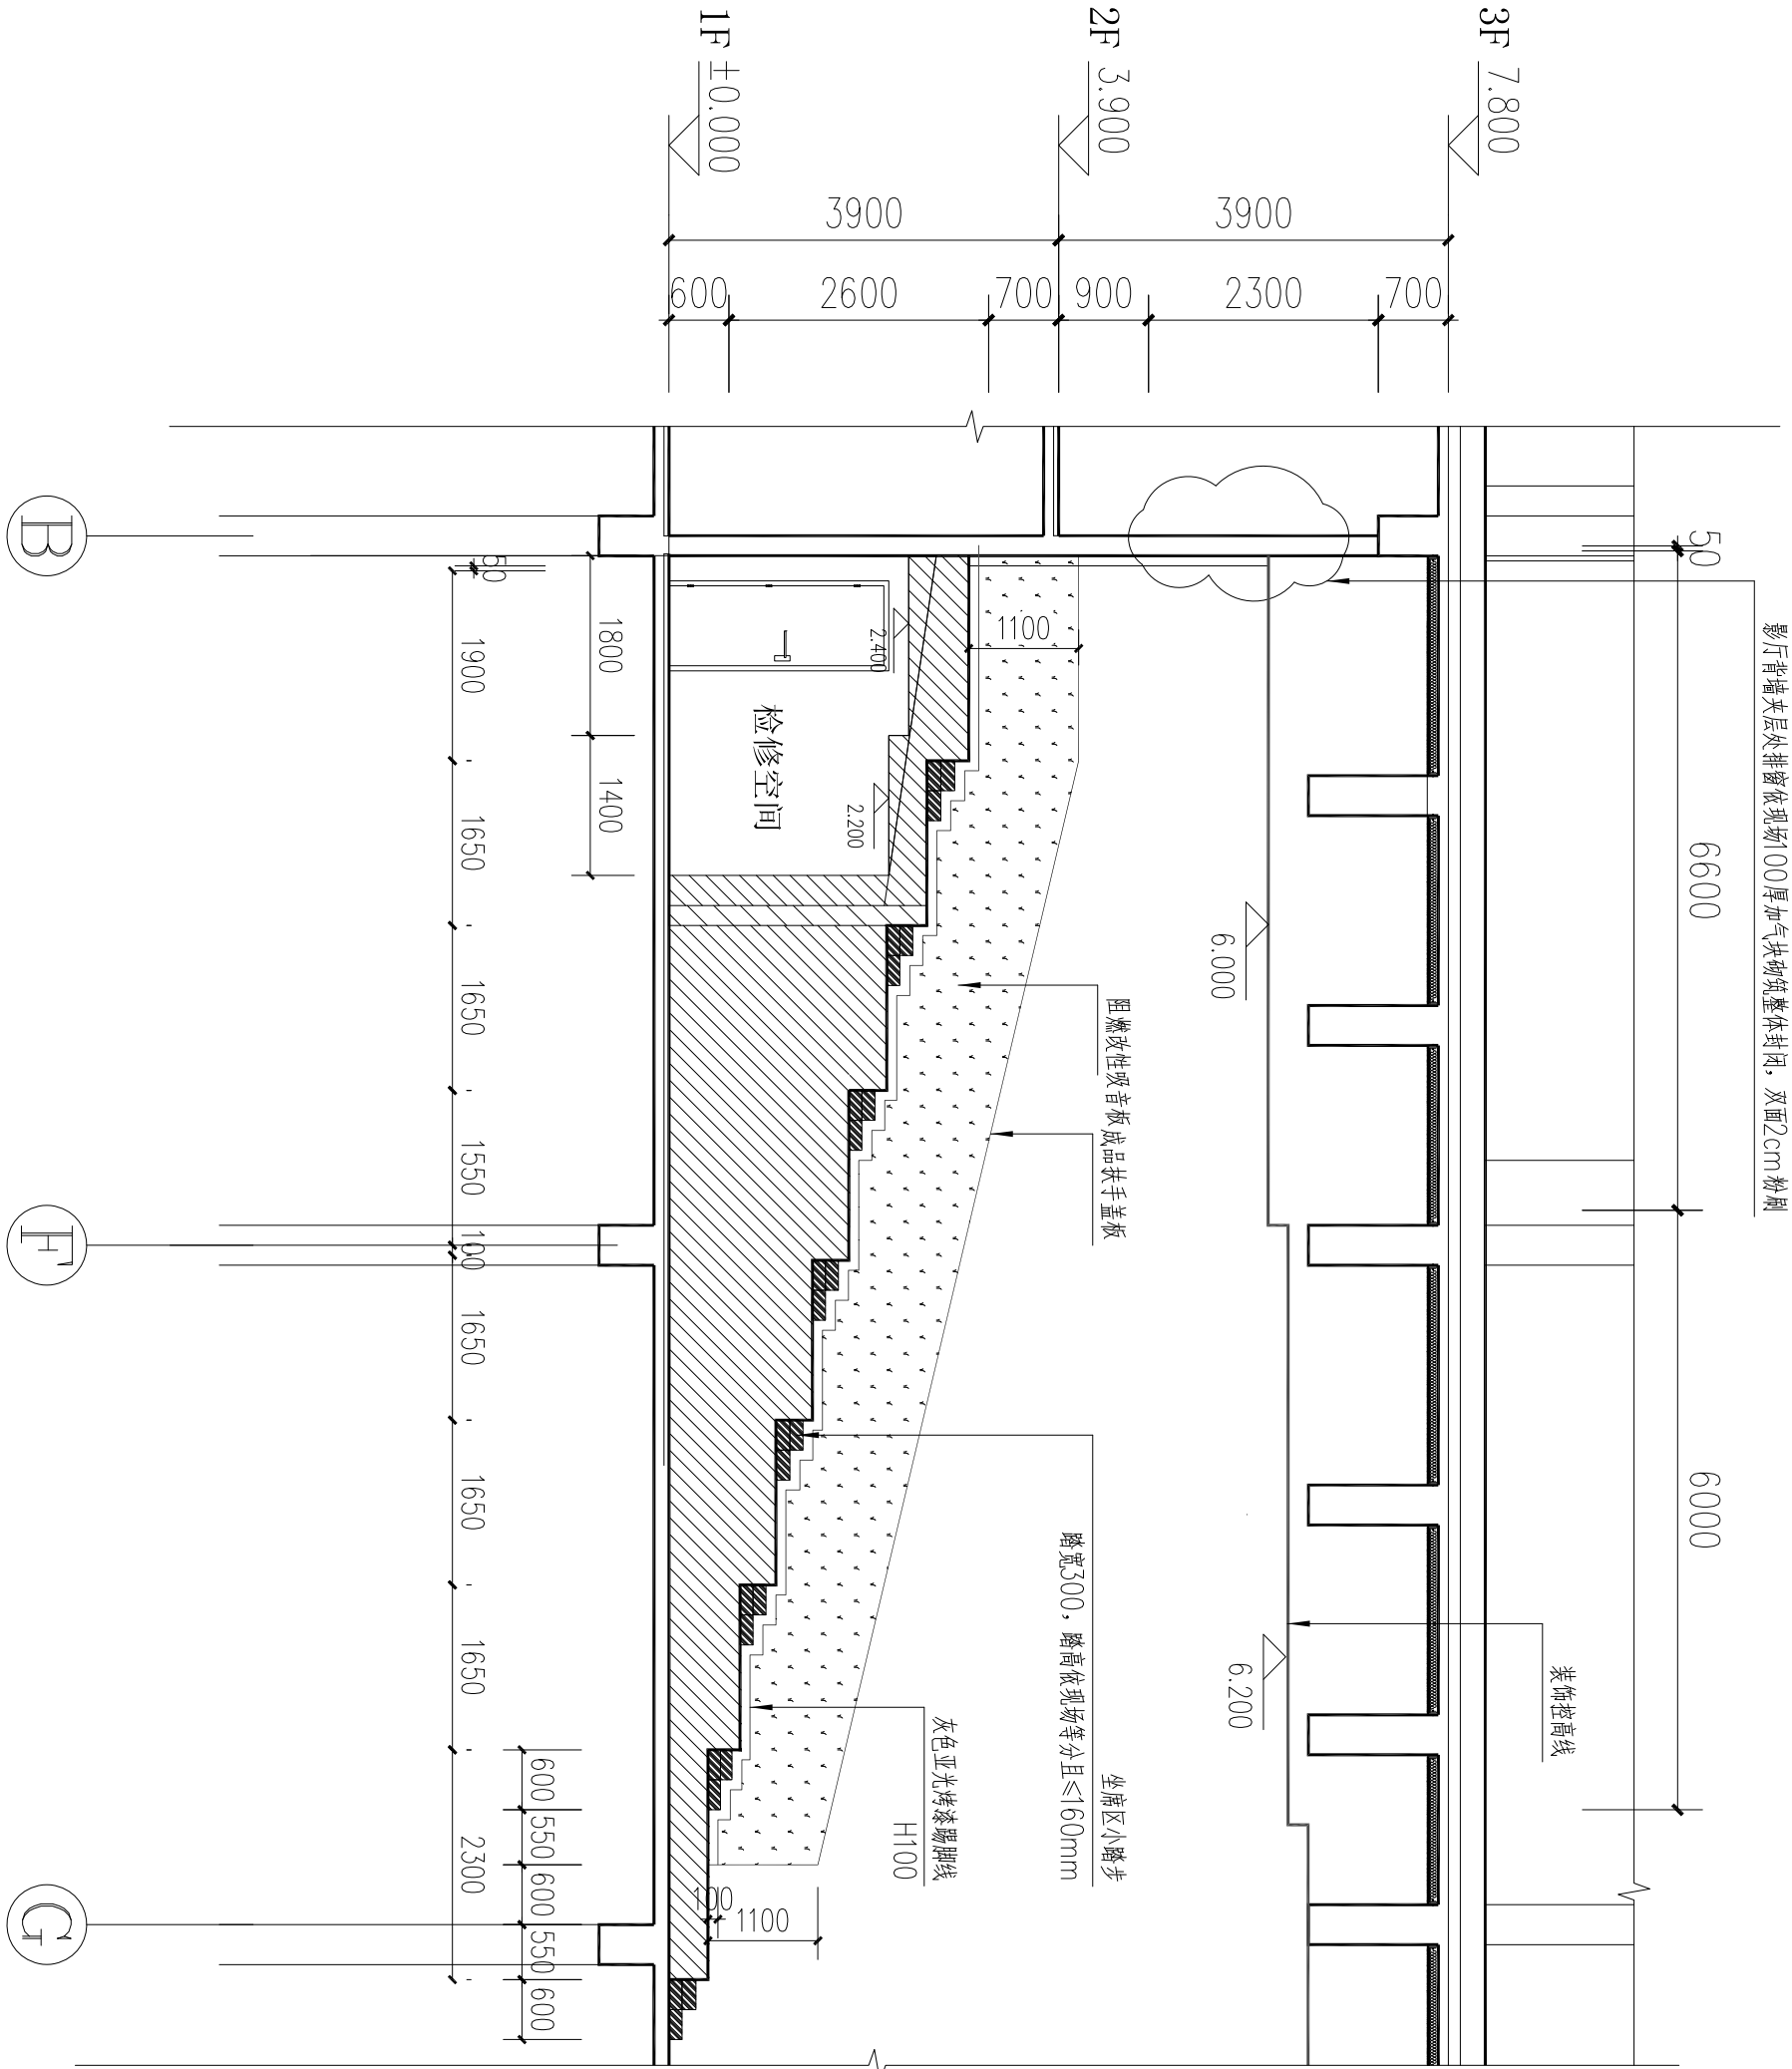 3F 7.800
2F 3.900
1F ±0.000
3900
3900
600
2600
700
900
2300
700
影厅背墙夹层处排窗依现场100厚加气块砌筑整体封闭，双面2cm粉刷
50
6600
6000
装饰控高线
6.000
6.200
1100
2.400
2.200
检修空间
阻燃改性吸音板
成品扶手盖板
坐席区小踏步
踏宽300，踏高依现场等分且≤160mm
灰色亚光烤漆踢脚线
H100
100
1100
1800
1400
50
1900
1650
1650
1550
100
1650
1650
1650
2300
600
550
600
550
600
B
F
G